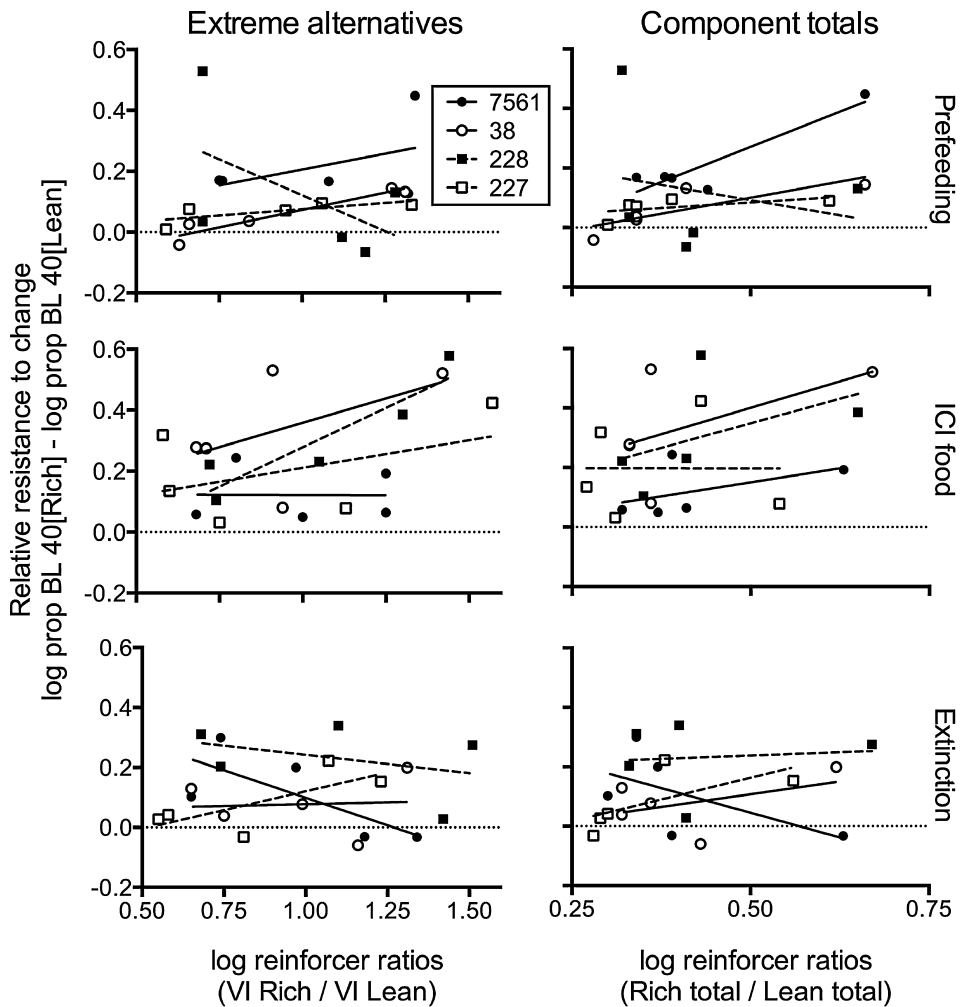 Extreme alternatives
Component totals
0.6
0.4
0.2
0.0
-0.2
7561
38
228
227
Prefeeding
Relative resistance to change
log prop BL 40[Rich] - log prop BL 40[Lean]
0.6
0.4
0.2
0.0
-0.2
ICI food
0.6
0.4
0.2
0.0
-0.2
Extinction
0.50 0.75 1.00 1.25 1.50
0.25 0.50 0.75
log reinforcer ratios
(VI Rich / VI Lean)
log reinforcer ratios
(Rich total / Lean total)